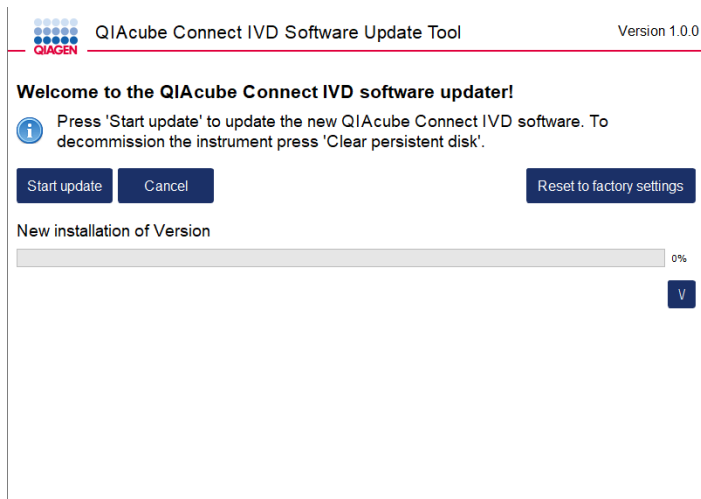 QIAGEN
QIAcube Connect IVD Software Update Tool
Version 1.0.0
Welcome to the QIAcube Connect IVD software updater!
Press 'Start update' to update the new QIAcube Connect IVD software. To
decommission the instrument press 'Clear persistent disk'.
Start update
Cancel
Reset to factory settings
New installation of Version
0%
V